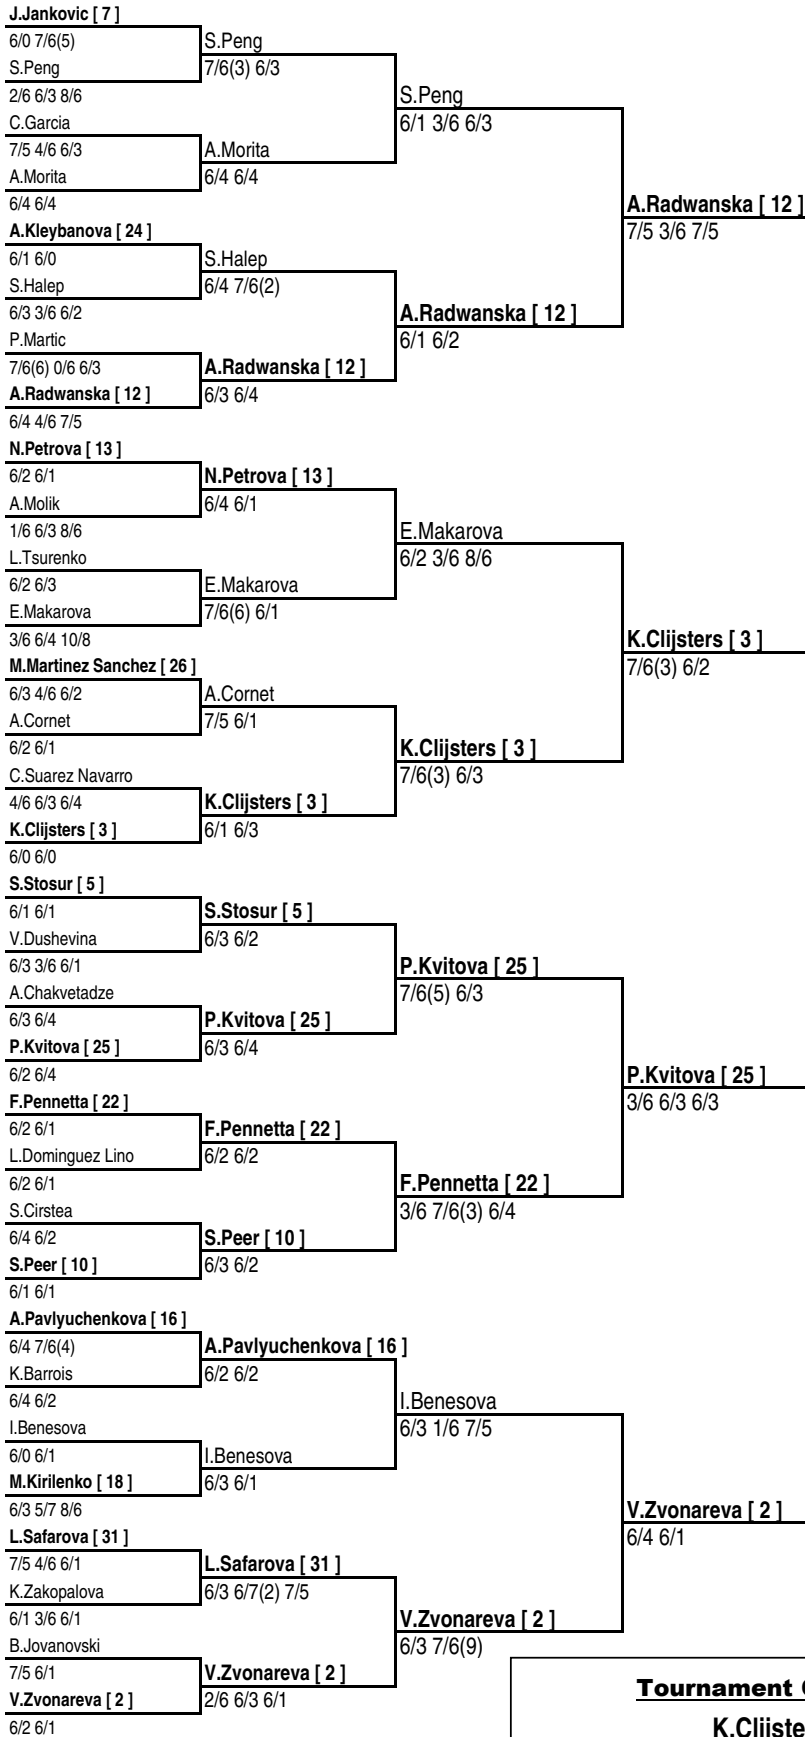 J.Jankovic [ 7 ]
6/0 7/6(5)
S.Peng
S.Peng
7/6(3) 6/3
2/6 6/3 8/6
S.Peng
C.Garcia
6/1 3/6 6/3
7/5 4/6 6/3
A.Morita
A.Morita
6/4 6/4
6/4 6/4
A.Radwanska [ 12 ]
A.Kleybanova [ 24 ]
7/5 3/6 7/5
6/1 6/0
S.Halep
S.Halep
6/4 7/6(2)
6/3 3/6 6/2
A.Radwanska [ 12 ]
P.Martic
6/1 6/2
7/6(6) 0/6 6/3
A.Radwanska [ 12 ]
A.Radwanska [ 12 ]
6/3 6/4
6/4 4/6 7/5
N.Petrova [ 13 ]
6/2 6/1
N.Petrova [ 13 ]
A.Molik
6/4 6/1
1/6 6/3 8/6
E.Makarova
L.Tsurenko
6/2 3/6 8/6
6/2 6/3
E.Makarova
E.Makarova
7/6(6) 6/1
3/6 6/4 10/8
K.Clijsters [ 3 ]
M.Martinez Sanchez [ 26 ]
7/6(3) 6/2
6/3 4/6 6/2
A.Cornet
A.Cornet
7/5 6/1
6/2 6/1
K.Clijsters [ 3 ]
C.Suarez Navarro
7/6(3) 6/3
4/6 6/3 6/4
K.Clijsters [ 3 ]
K.Clijsters [ 3 ]
6/1 6/3
6/0 6/0
S.Stosur [ 5 ]
6/1 6/1
S.Stosur [ 5 ]
V.Dushevina
6/3 6/2
6/3 3/6 6/1
P.Kvitova [ 25 ]
A.Chakvetadze
7/6(5) 6/3
6/3 6/4
P.Kvitova [ 25 ]
P.Kvitova [ 25 ]
6/3 6/4
6/2 6/4
P.Kvitova [ 25 ]
F.Pennetta [ 22 ]
3/6 6/3 6/3
6/2 6/1
F.Pennetta [ 22 ]
L.Dominguez Lino
6/2 6/2
6/2 6/1
F.Pennetta [ 22 ]
S.Cirstea
3/6 7/6(3) 6/4
6/4 6/2
S.Peer [ 10 ]
S.Peer [ 10 ]
6/3 6/2
6/1 6/1
A.Pavlyuchenkova [ 16 ]
6/4 7/6(4)
A.Pavlyuchenkova [ 16 ]
K.Barrois
6/2 6/2
6/4 6/2
I.Benesova
I.Benesova
6/3 1/6 7/5
6/0 6/1
I.Benesova
M.Kirilenko [ 18 ]
6/3 6/1
6/3 5/7 8/6
V.Zvonareva [ 2 ]
L.Safarova [ 31 ]
6/4 6/1
7/5 4/6 6/1
L.Safarova [ 31 ]
K.Zakopalova
6/3 6/7(2) 7/5
6/1 3/6 6/1
V.Zvonareva [ 2 ]
B.Jovanovski
6/3 7/6(9)
7/5 6/1
V.Zvonareva [ 2 ]
V.Zvonareva [ 2 ]
2/6 6/3 6/1
6/2 6/1
Tournament
K.Clijste